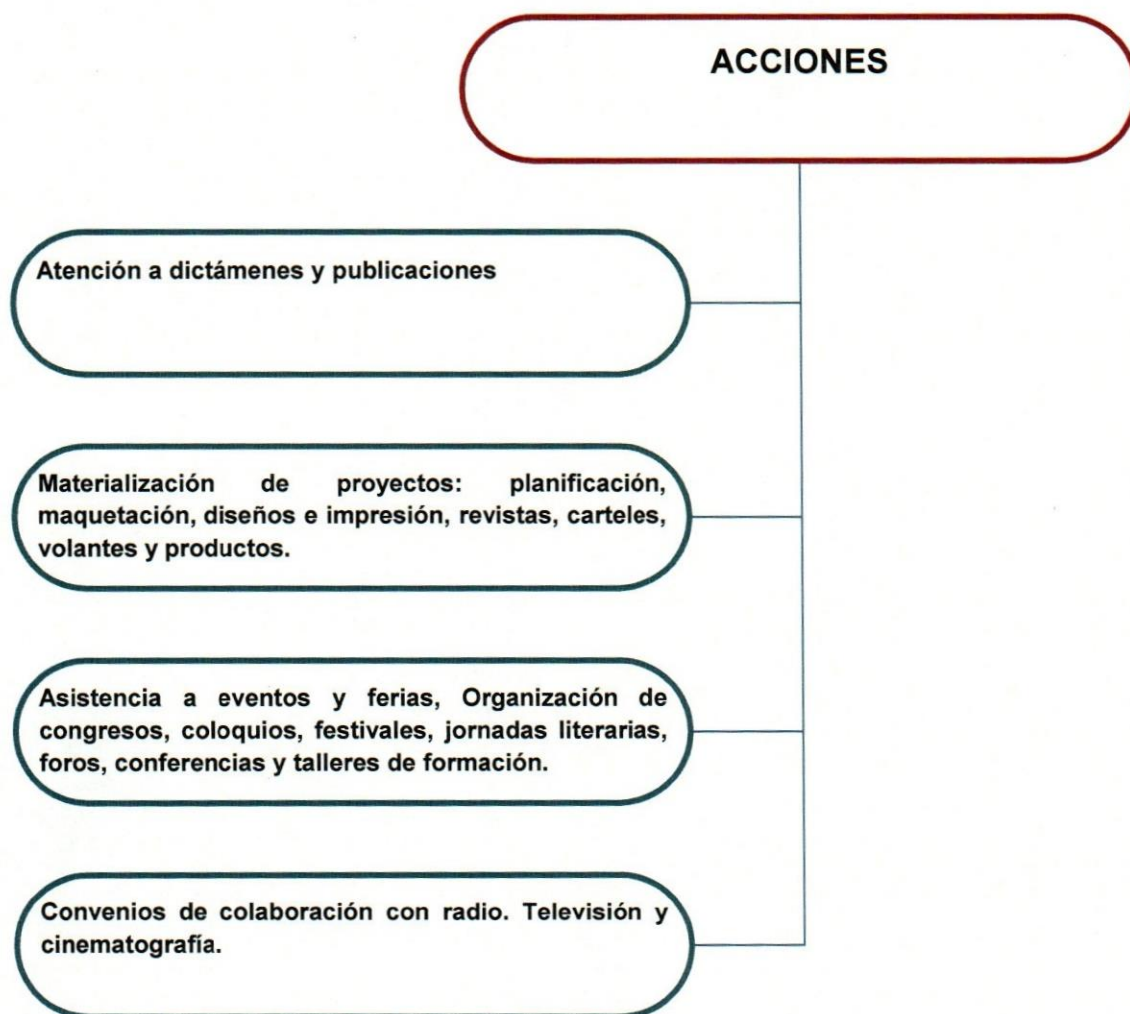 ACCIONES
Atención a dictámenes y publicaciones
Materialización de proyectos: planificación,
maquetación, diseños e impresión, revistas, carteles,
volantes y productos.
Asistencia a eventos y ferias, Organización de
congresos, coloquios, festivales, jornadas literarias,
foros, conferencias y talleres de formación.
Convenios de colaboración con radio. Televisión y
cinematografía.